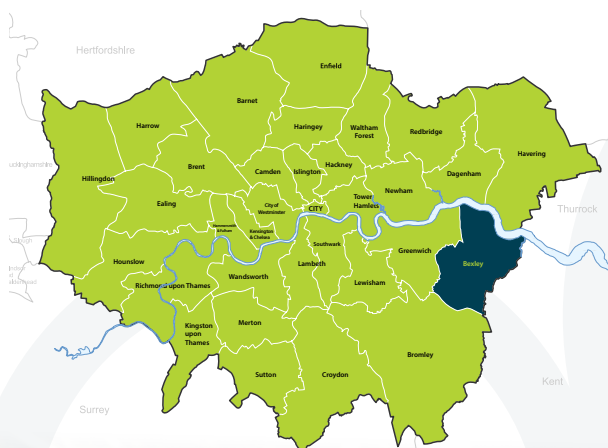 Hertfordshire
Enfield
Barnet
Harrow
Haringey
Waltham
Forest
Redbridge
Havering
Brent
Camden
Islington
Hackney
Hillingdon
Dagenham
Newham
Ealing
City of
Westminster
CITY
Tower
Hamlets
Thurrock
Hammersmith
& Fulham
Kensington
& Chelsea
Southwark
Greenwich
Hounslow
Lambeth
Bexley
Wandsworth
Richmond upon Thames
Lewisham
Merton
Kingston
upon
Thames
Bromley
Sutton
Croydon
Kent
Surrey